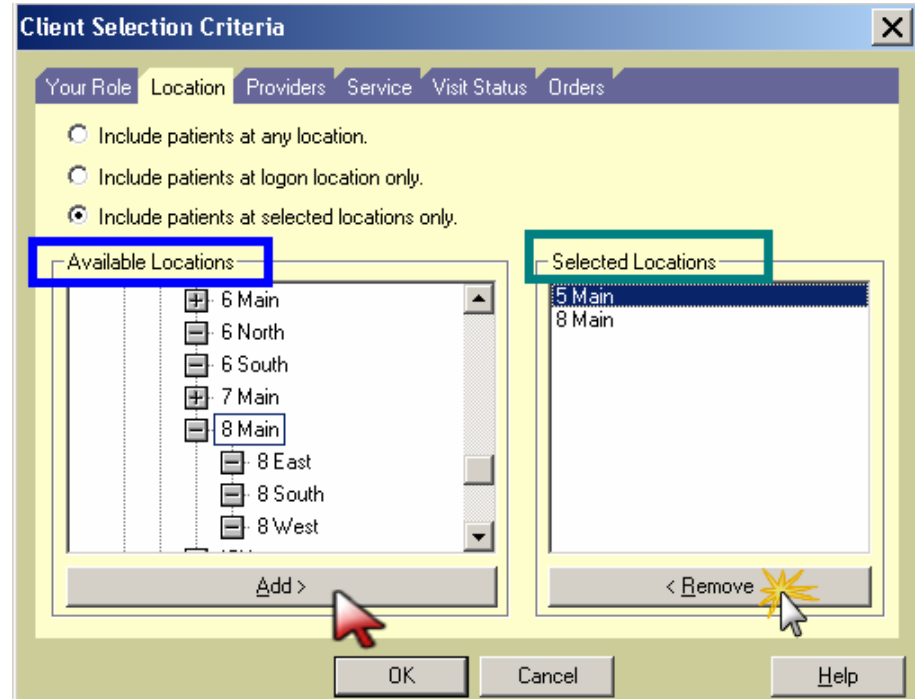 Client Selection Criteria
Your Role Location Providers Service Visit Status Orders
Include patients at any location.
Include patients at logon location only.
Include patients at selected locations only.
Available Locations
6 Main
6 North
6 South
7 Main
8 Main
8 East
8 South
8 West
Add >
Selected Locations
5 Main
8 Main
< Remove
OK Cancel Help